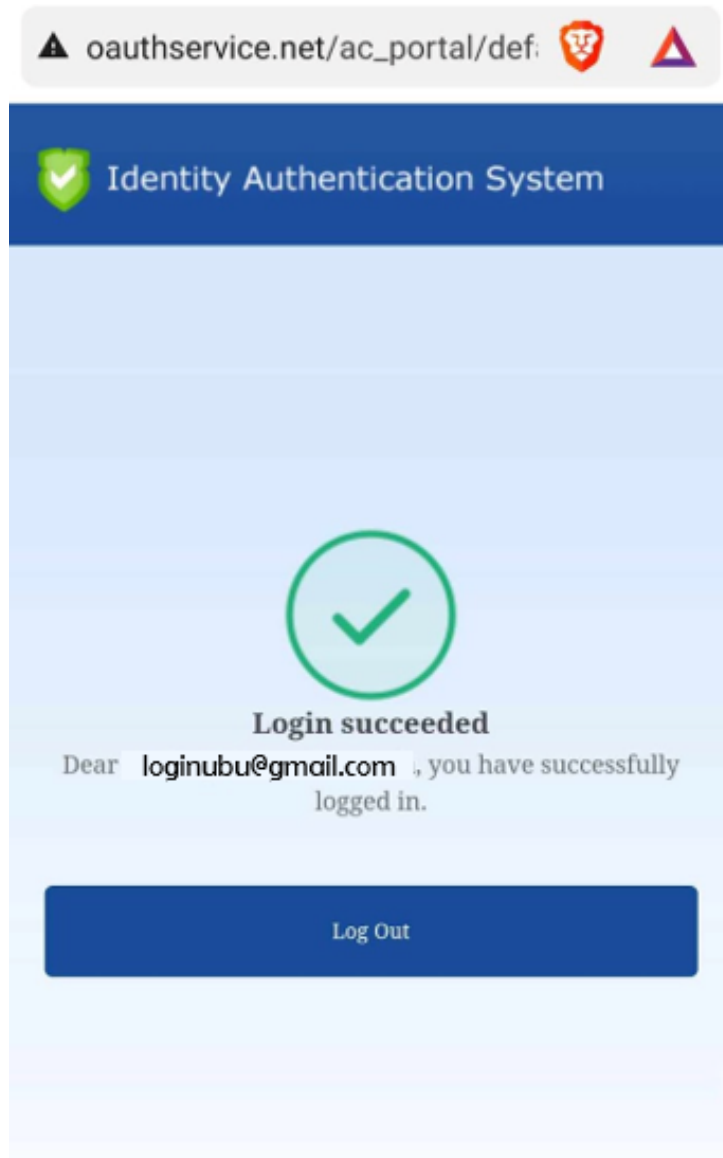 oauthservice.net/ac_portal/def
Identity Authentication System
Login succeeded
Dear loginubu@gmail.com , you have successfully
logged in.
Log Out